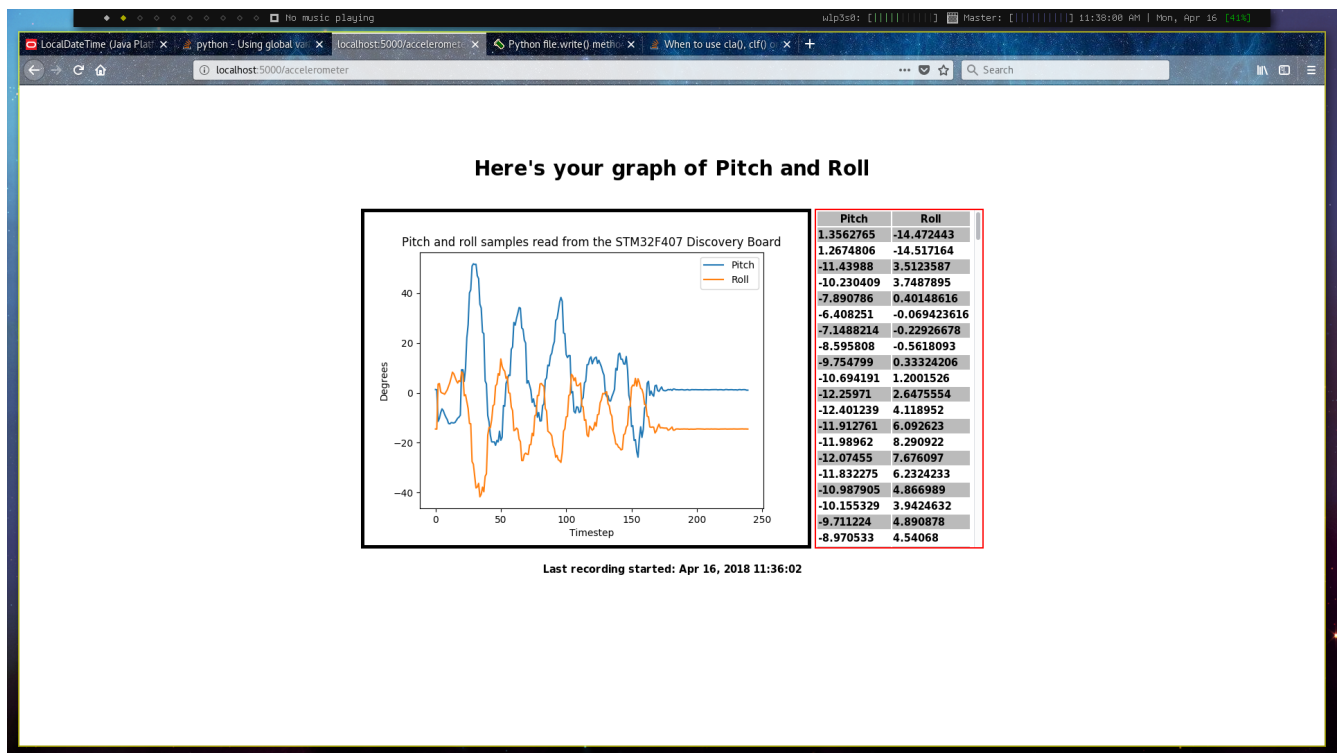 No music playing
wlp3s0: [||||||||||] Master: [||||||||||] 11:38:00 AM | Mon, Apr 16 [41%]
LocalDateTime (Java Plat
python - Using global va
localhost:5000/acceleromete
Python file.write() metho
When to use cla(), clf() o
localhost:5000/accelerometer
Search
Here's your graph of Pitch and Roll
Pitch and roll samples read from the STM32F407 Discovery Board
Pitch
Roll
40
20
0
−20
−40
Degrees
0 50 100 150 200 250
Timestep
Pitch Roll
1.3562765 -14.472443
1.2674806 -14.517164
-11.43988 3.5123587
-10.230409 3.7487895
-7.890786 0.40148616
-6.408251 -0.069423616
-7.1488214 -0.22926678
-8.595808 -0.5618093
-9.754799 0.33324206
-10.694191 1.2001526
-12.25971 2.6475554
-12.401239 4.118952
-11.912761 6.092623
-11.98962 8.290922
-12.07455 7.676097
-11.832275 6.2324233
-10.987905 4.866989
-10.155329 3.9424632
-9.711224 4.890878
-8.970533 4.54068
Last recording started: Apr 16, 2018 11:36:02